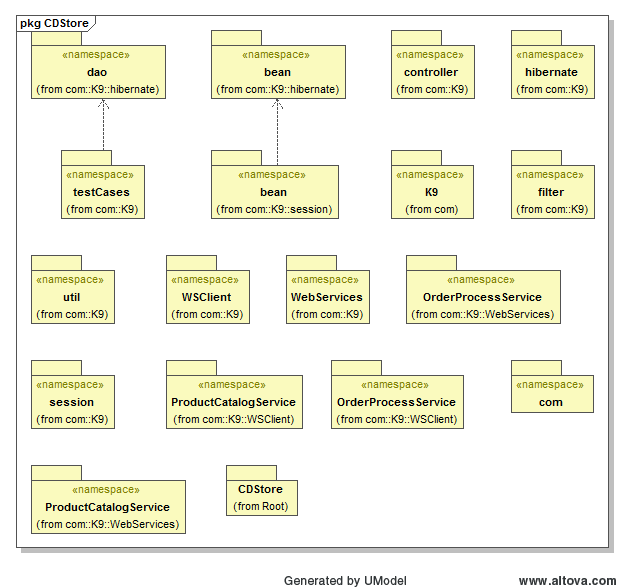 pkg CDStore
«namespace»
dao
(from com::K9::hibernate)
«namespace»
bean
(from com::K9::hibernate)
«namespace»
controller
(from com::K9)
«namespace»
hibernate
(from com::K9)
«namespace»
testCases
(from com::K9)
«namespace»
bean
(from com::K9::session)
«namespace»
K9
(from com)
«namespace»
filter
(from com::K9)
«namespace»
util
(from com::K9)
«namespace»
WSClient
(from com::K9)
«namespace»
WebServices
(from com::K9)
«namespace»
OrderProcessService
(from com::K9::WebServices)
«namespace»
session
(from com::K9)
«namespace»
ProductCatalogService
(from com::K9::WSClient)
«namespace»
OrderProcessService
(from com::K9::WSClient)
«namespace»
com
«namespace»
ProductCatalogService
(from com::K9::WebServices)
CDStore
(from Root)
Generated by UModel
www.altova.com